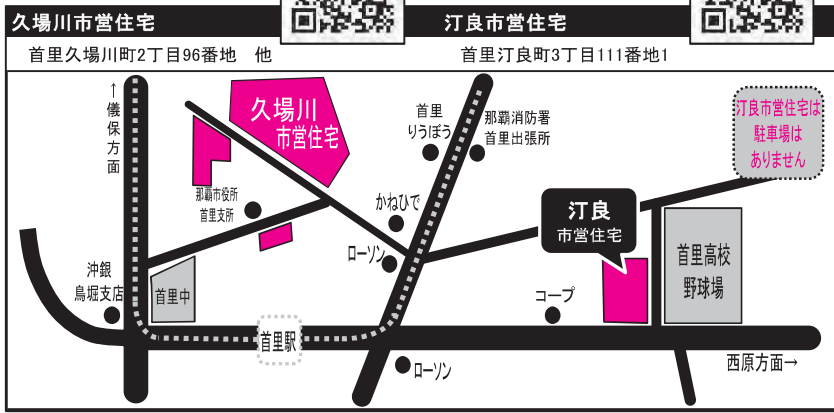 久場川市営住宅
汀良市営住宅
首里久場川町2丁目96番地　他
首里汀良町3丁目111番地1
↑儀保方面
久場川
市営住宅
首里
りうぼう
那覇消防署
首里出張所
汀良市営住宅は
駐車場は
ありません
那覇市役所
首里支所
かねひで
汀良
市営住宅
ローソン
首里高校
野球場
沖銀
鳥堀支店
首里中
コープ
首里駅
西原方面→
ローソン